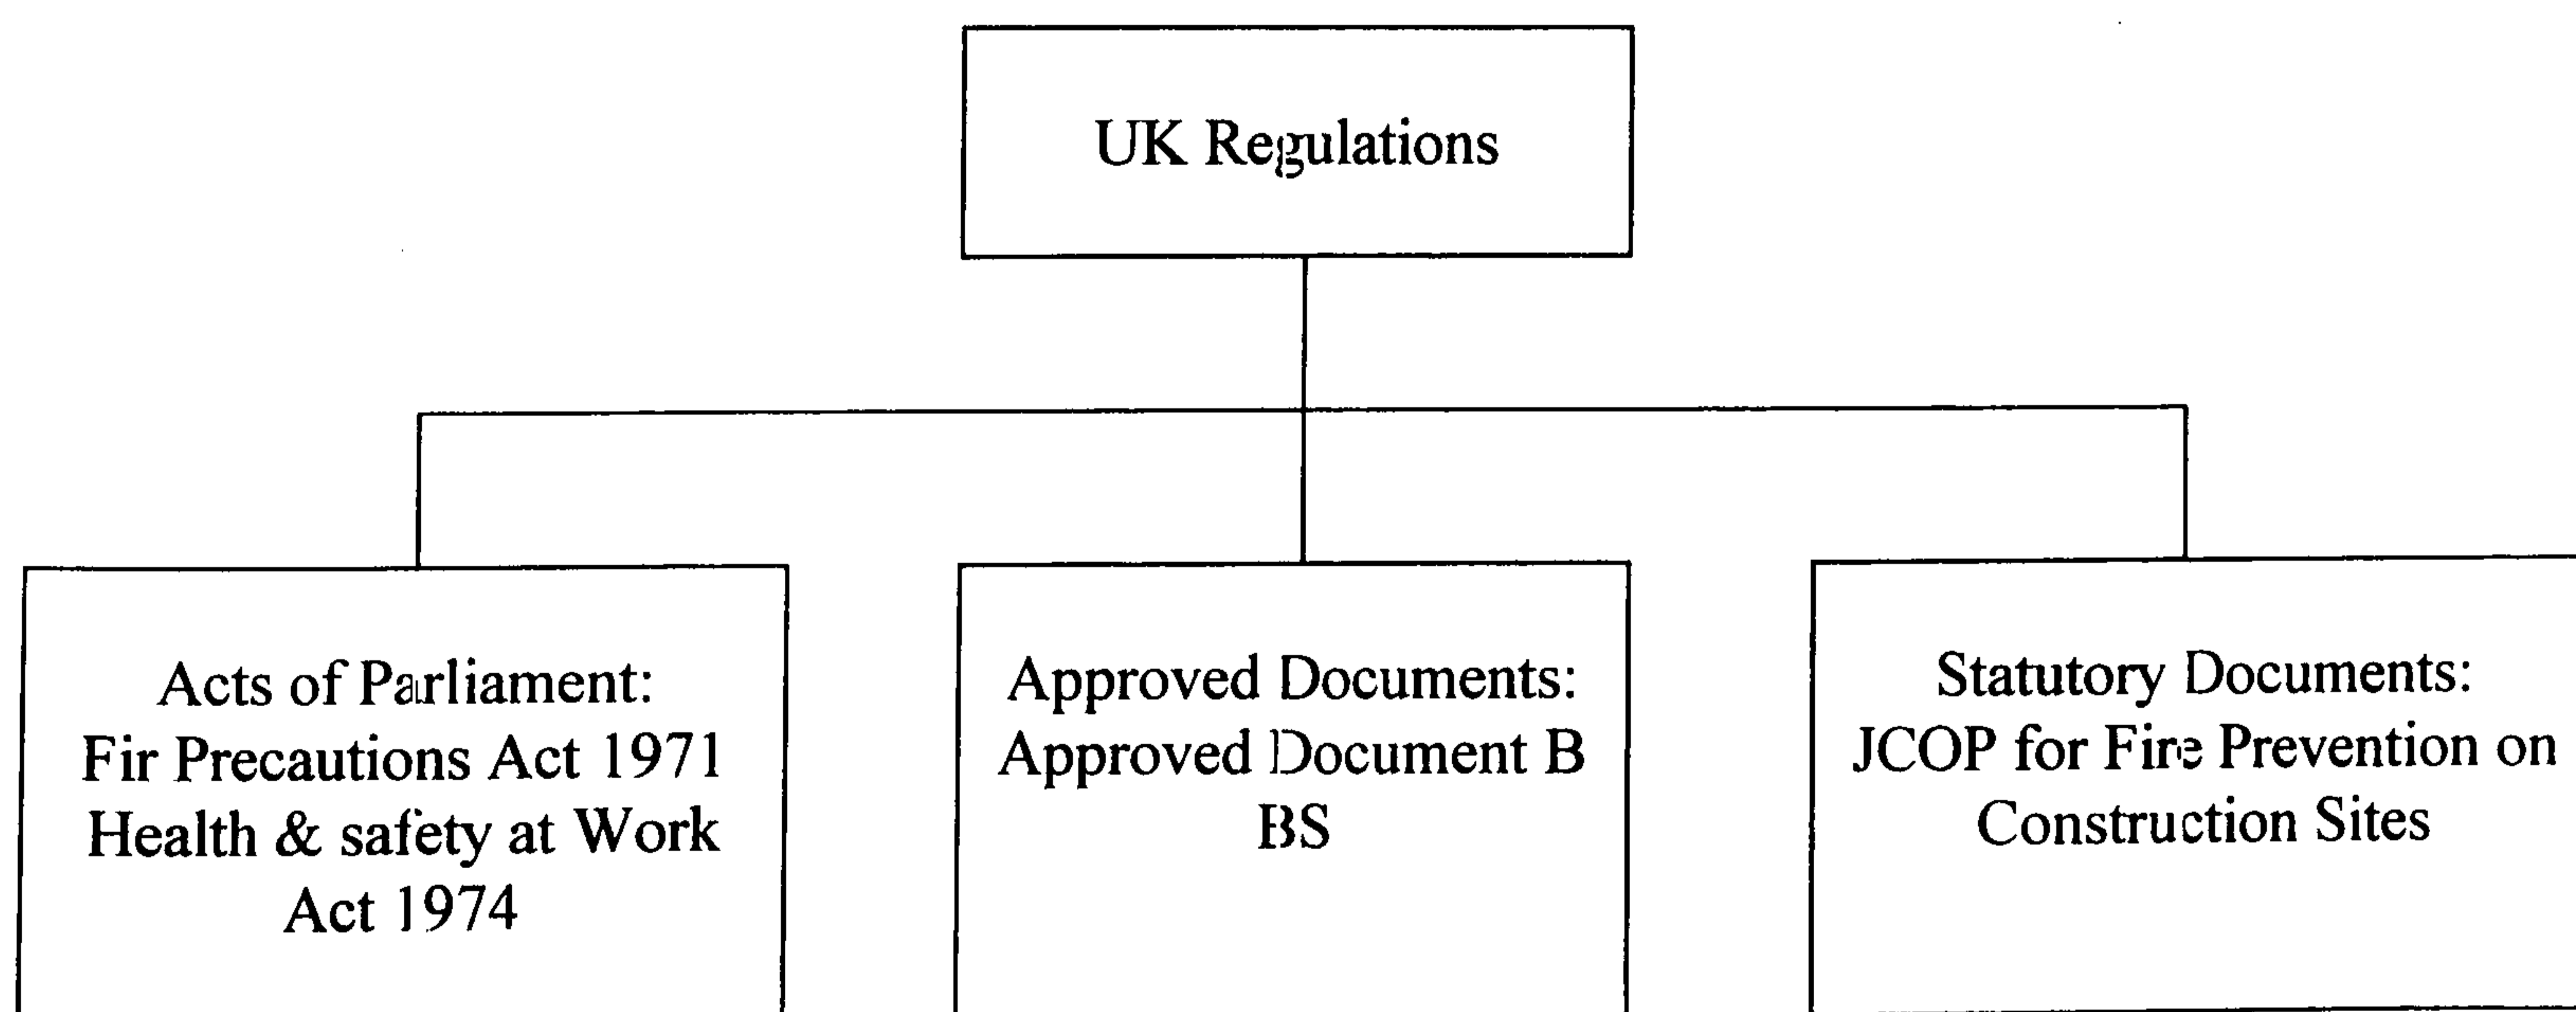 UK Regulations
Acts of Parliament:
Fir Precautions Act 1971
Health & safety at Work
Act 1974
Approved Documents:
Approved Document B
BS
Statutory Documents:
JCOP for Fire Prevention on
Construction Sites